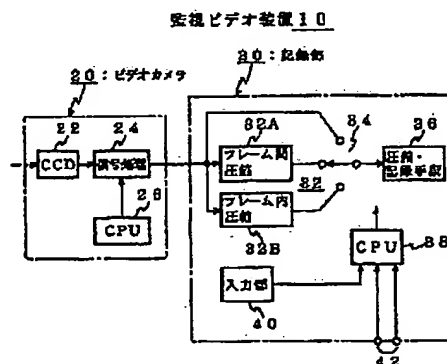 監視ビデオ装置10
20:ビデオカメラ
30:記録部
22
24
CCD
信号処理
26
CPU
32A
フレーム間
圧縮
34
36
圧縮・
記録手段
32
フレーム内
圧縮
32B
CPU
38
入力部
40
42